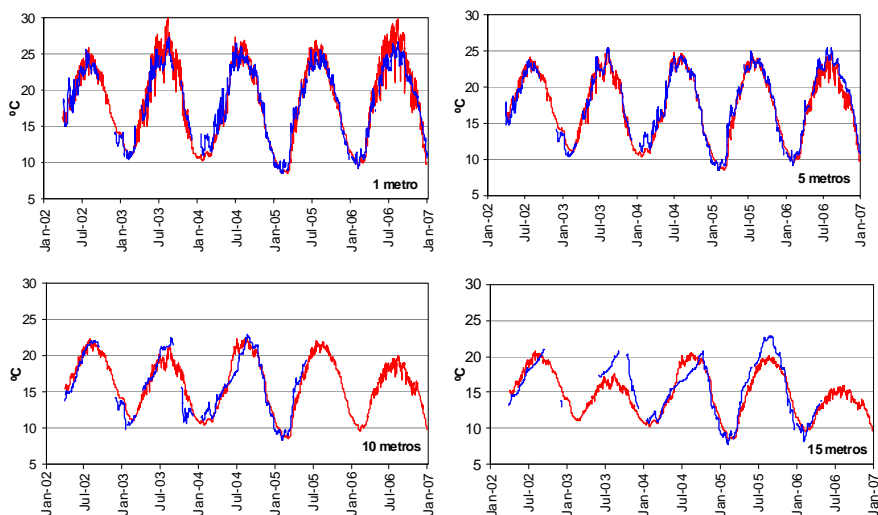 30
25
20
15
10
5
ºC
1 metro
Jan-02
Jul-02
Jan-03
Jul-03
Jan-04
Jul-04
Jan-05
Jul-05
Jan-06
Jul-06
Jan-07
30
25
20
15
10
5
ºC
5 metros
Jan-02
Jul-02
Jan-03
Jul-03
Jan-04
Jul-04
Jan-05
Jul-05
Jan-06
Jul-06
Jan-07
30
25
20
15
10
5
ºC
10 metros
Jan-02
Jul-02
Jan-03
Jul-03
Jan-04
Jul-04
Jan-05
Jul-05
Jan-06
Jul-06
Jan-07
30
25
20
15
10
5
ºC
15 metros
Jan-02
Jul-02
Jan-03
Jul-03
Jan-04
Jul-04
Jan-05
Jul-05
Jan-06
Jul-06
Jan-07